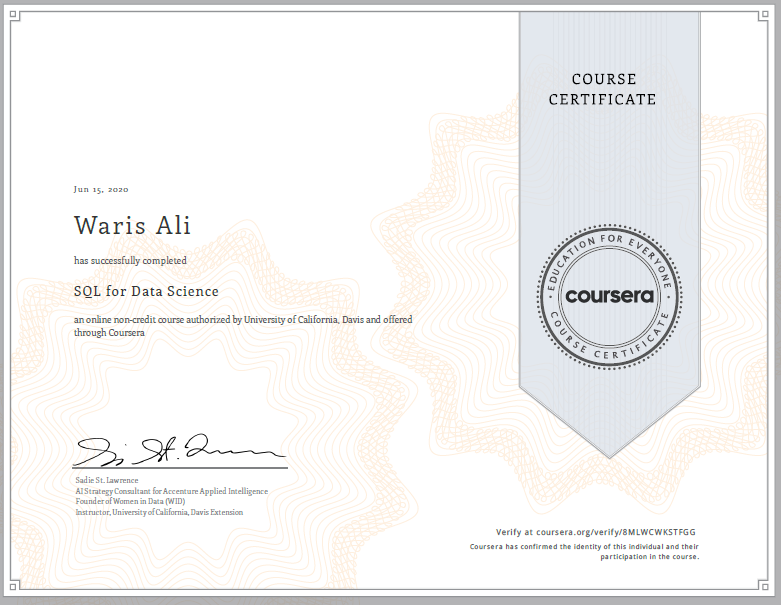 COURSE
CERTIFICATE
Jun 15, 2020
Waris Ali
has successfully completed
SQL for Data Science
an online non-credit course authorized by University of California, Davis and offered
through Coursera
EDUCATION FOR EVERYONE
coursera
COURSE CERTIFICATE
Sadie St. Lawrence
AI Strategy Consultant for Accenture Applied Intelligence
Founder of Women in Data (WID)
Instructor, University of California, Davis Extension
Verify at coursera.org/verify/8MLWCWKSTFGG
Coursera has confirmed the identity of this individual and their
participation in the course.